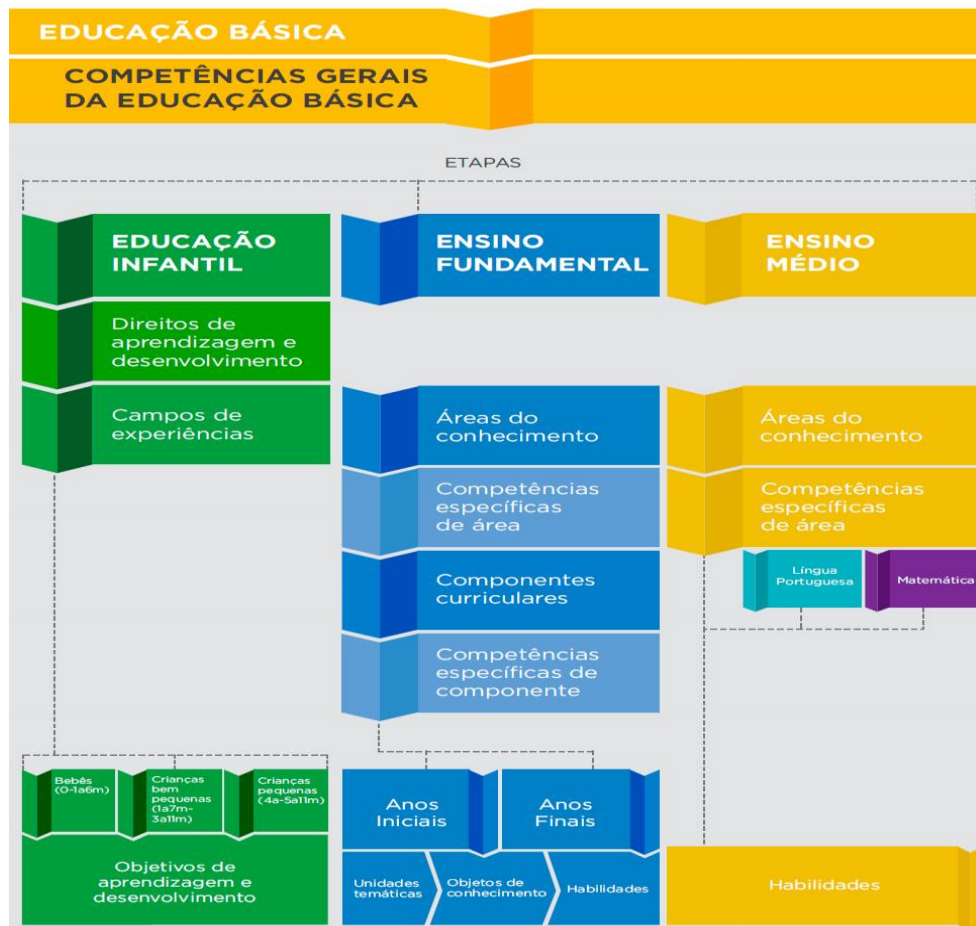 EDUCAÇÃO BÁSICA
COMPETÊNCIAS GERAIS
DA EDUCAÇÃO BÁSICA
ETAPAS
EDUCAÇÃO
INFANTIL
Direitos de
aprendizagem e
desenvolvimento
Campos de
experiências
Bebês
(0-1a6m)
Crianças
bem
pequenas
(1a7m-
3a11m)
Crianças
pequenas
(4a-5a11m)
Objetivos de
aprendizagem e
desenvolvimento
ENSINO
FUNDAMENTAL
Áreas do
conhecimento
Competências
específicas
de área
Componentes
curriculares
Competências
específicas de
componente
Anos
Iniciais
Anos
Finais
Unidades
temáticas
Objetos de
conhecimento
Habilidades
ENSINO
MÉDIO
Áreas do
conhecimento
Competências
específicas
de área
Língua
Portuguesa
Matemática
Habilidades